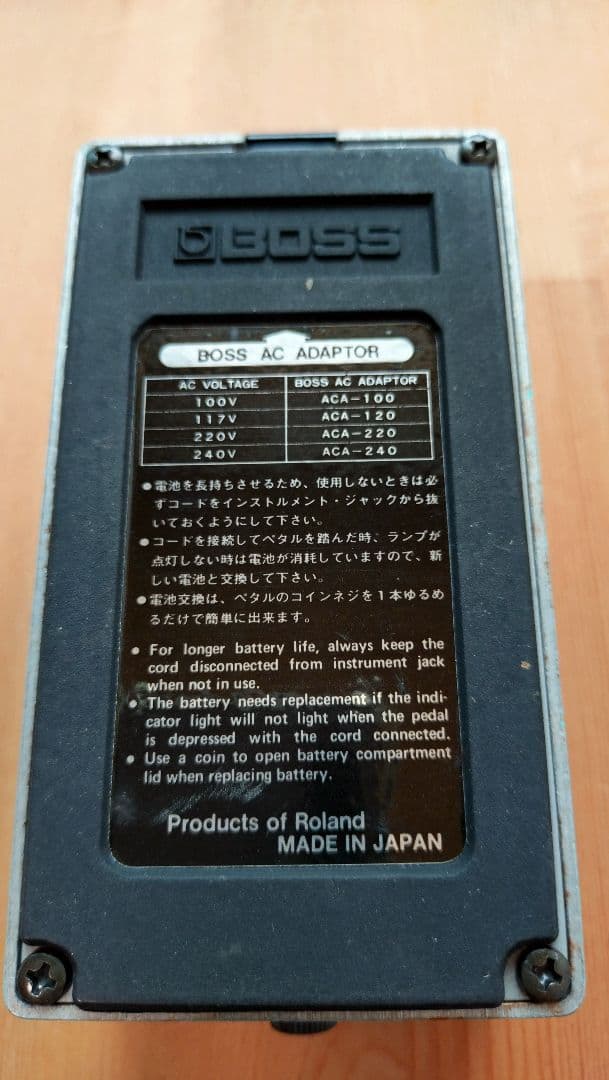 BOSS
BOSS AC ADAPTOR
AC VOLTAGE BOSS AC ADAPTOR
100V ACA-100
117V ACA-120
220V ACA-220
240V ACA-240
●電池を長持ちさせるため、使用しないときは必
ずコードをインストルメント・ジャックから抜
いておくようにして下さい。
●コードを接続してペタルを踏んだ時、ランプが
点灯しない時は電池が消耗していますので、新
しい電池と交換して下さい。
●電池交換は、ペタルのコインネジを1本ゆるめ
るだけで簡単に出来ます。
● For longer battery life, always keep the
cord disconnected from instrument jack
when not in use.
● The battery needs replacement if the indi-
cator light will not light when the pedal
is depressed with the cord connected.
● Use a coin to open battery compartment
lid when replacing battery.
Products of Roland
MADE IN JAPAN